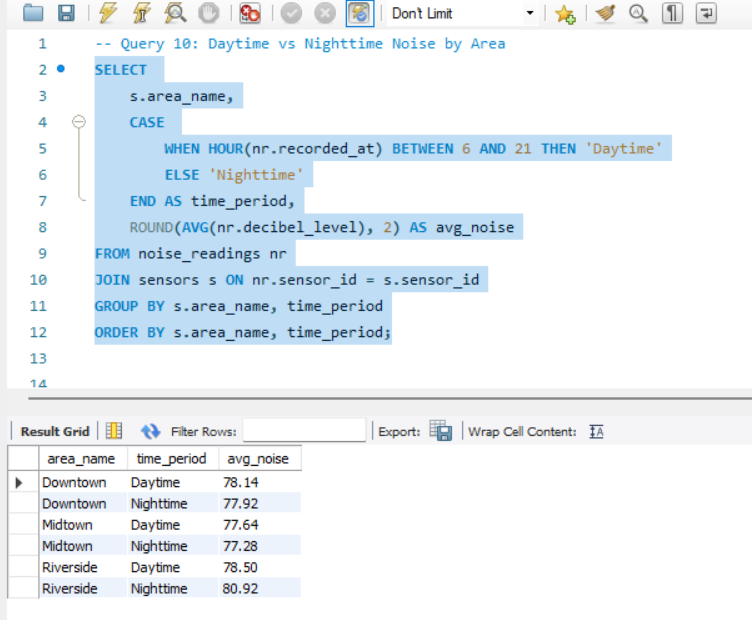 Don't Limit
1 -- Query 10: Daytime vs Nighttime Noise by Area
2 SELECT
3 s.area_name,
4 CASE
5 WHEN HOUR(nr.recorded_at) BETWEEN 6 AND 21 THEN 'Daytime'
6 ELSE 'Nighttime'
7 END AS time_period,
8 ROUND(AVG(nr.decibel_level), 2) AS avg_noise
9 FROM noise_readings nr
10 JOIN sensors s ON nr.sensor_id = s.sensor_id
11 GROUP BY s.area_name, time_period
12 ORDER BY s.area_name, time_period;
13
14
Result Grid Filter Rows: Export: Wrap Cell Content:
area_name time_period avg_noise
Downtown Daytime 78.14
Downtown Nighttime 77.92
Midtown Daytime 77.64
Midtown Nighttime 77.28
Riverside Daytime 78.50
Riverside Nighttime 80.92